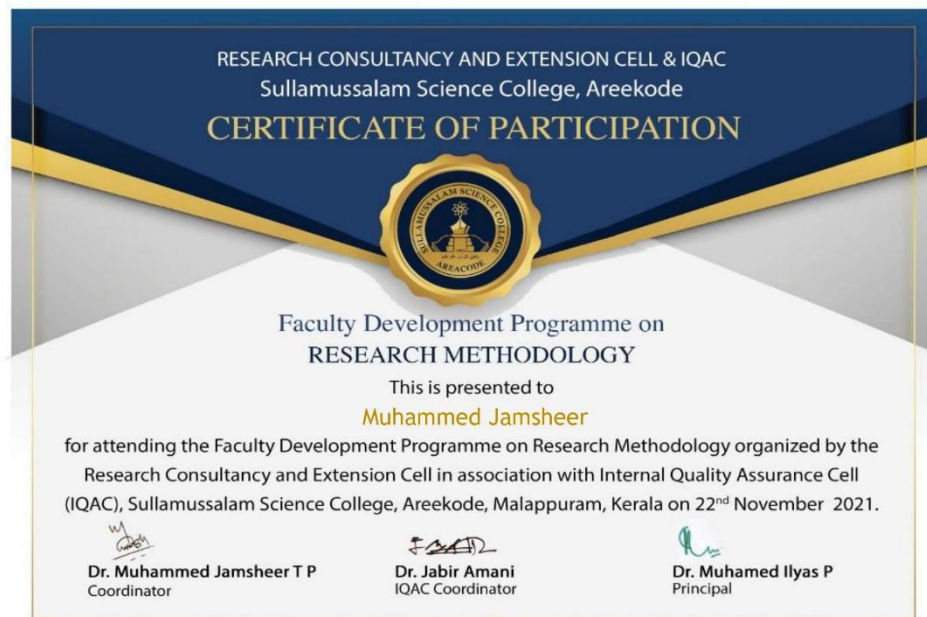 RESEARCH CONSULTANCY AND EXTENSION CELL & IQAC
Sullamussalam Science College, Areekode
CERTIFICATE OF PARTICIPATION
SULLAMUSSALAM SCIENCE COLLEGE
AREACODE
Faculty Development Programme on
RESEARCH METHODOLOGY
This is presented to
Muhammed Jamsheer
for attending the Faculty Development Programme on Research Methodology organized by the
Research Consultancy and Extension Cell in association with Internal Quality Assurance Cell
(IQAC), Sullamussalam Science College, Areekode, Malappuram, Kerala on 22nd November 2021.
Dr. Muhammed Jamsheer T P
Coordinator
Dr. Jabir Amani
IQAC Coordinator
Dr. Muhamed Ilyas P
Principal